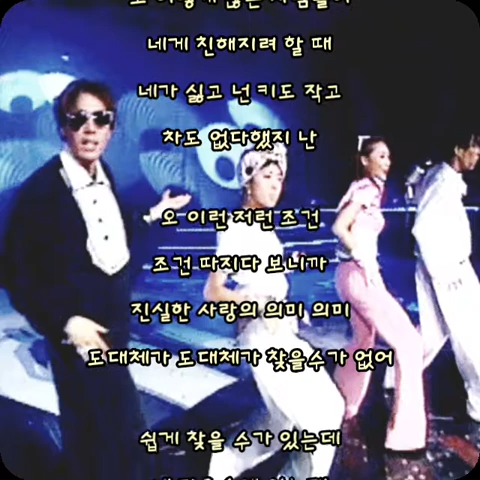 네게 친해지려 할 때
네가 싫고 넌 키도 작고
차도 없다했지 난
오 이런 저런 조건
조건 따지다 보니까
진실한 사랑의 의미 의미
도대체가 도대체가 찾을수가 없어
쉽게 찾을 수가 있는데